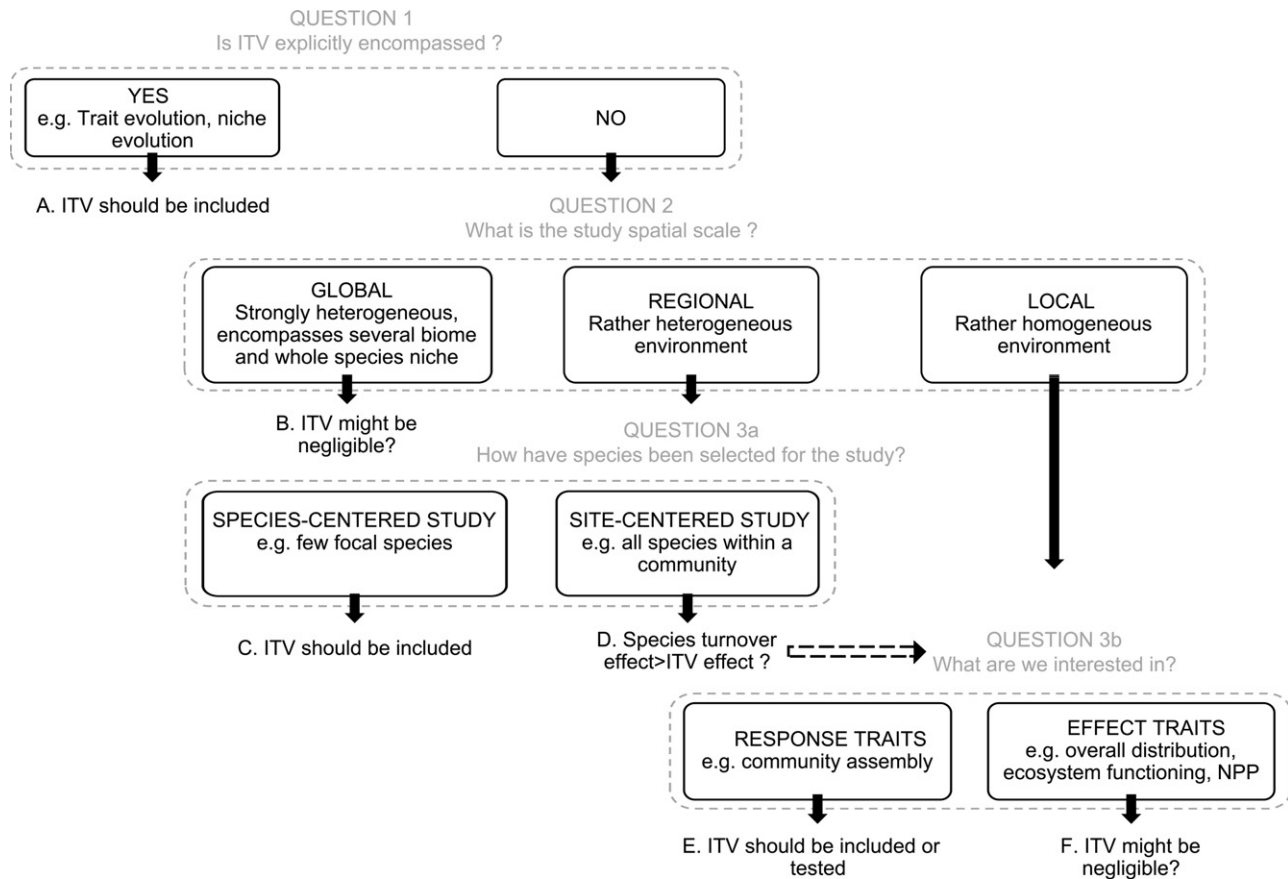 QUESTION 1
Is ITV explicitly encompassed ?
YES
e.g. Trait evolution, niche
evolution
NO
A. ITV should be included
QUESTION 2
What is the study spatial scale ?
GLOBAL
Strongly heterogeneous,
encompasses several biome
and whole species niche
REGIONAL
Rather heterogeneous
environment
LOCAL
Rather homogeneous
environment
B. ITV might be
negligible?
QUESTION 3a
How have species been selected for the study?
SPECIES-CENTERED STUDY
e.g. few focal species
SITE-CENTERED STUDY
e.g. all species within a
community
C. ITV should be included
D. Species turnover
effect>ITV effect ?
QUESTION 3b
What are we interested in?
RESPONSE TRAITS
e.g. community assembly
EFFECT TRAITS
e.g. overall distribution,
ecosystem functioning, NPP
E. ITV should be included or
tested
F. ITV might be
negligible?